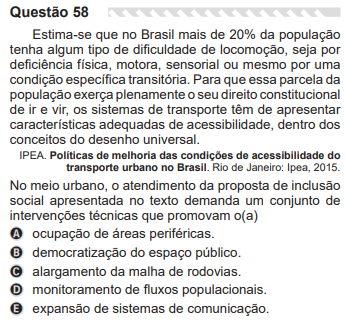 Questão 58
Estima-se que no Brasil mais de 20% da população
tenha algum tipo de dificuldade de locomoção, seja por
deficiência física, motora, sensorial ou mesmo por uma
condição específica transitória. Para que essa parcela da
população exerça plenamente o seu direito constitucional
de ir e vir, os sistemas de transporte têm de apresentar
características adequadas de acessibilidade, dentro dos
conceitos do desenho universal.
IPEA. Políticas de melhoria das condições de acessibilidade do
transporte urbano no Brasil. Rio de Janeiro: Ipea, 2015.
No meio urbano, o atendimento da proposta de inclusão
social apresentada no texto demanda um conjunto de
intervenções técnicas que promovam o(a)
A ocupação de áreas periféricas.
B democratização do espaço público.
C alargamento da malha de rodovias.
D monitoramento de fluxos populacionais.
E expansão de sistemas de comunicação.